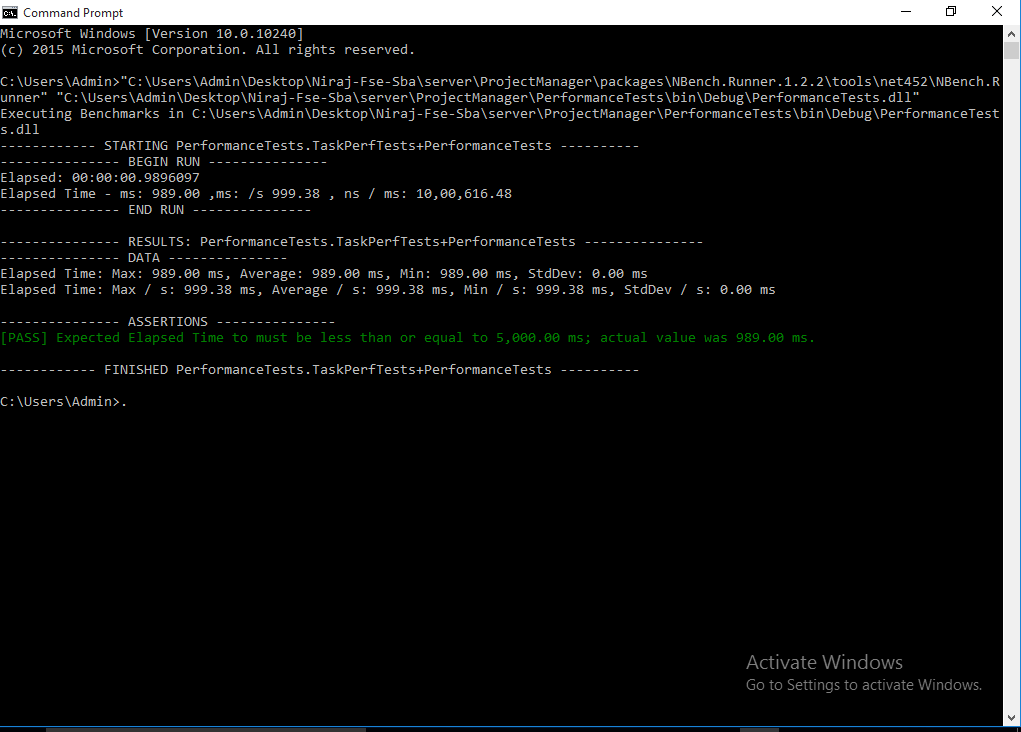 Command Prompt
Microsoft Windows [Version 10.0.10240]
(c) 2015 Microsoft Corporation. All rights reserved.
C:\Users\Admin>"C:\Users\Admin\Desktop\Niraj-Fse-Sba\server\ProjectManager\packages\NBench.Runner.1.2.2\tools\net452\NBench.R
unner" "C:\Users\Admin\Desktop\Niraj-Fse-Sba\server\ProjectManager\PerformanceTests\bin\Debug\PerformanceTests.dll"
Executing Benchmarks in C:\Users\Admin\Desktop\Niraj-Fse-Sba\server\ProjectManager\PerformanceTests\bin\Debug\PerformanceTest
s.dll
------------ STARTING PerformanceTests.TaskPerfTests+PerformanceTests ----------
--------------- BEGIN RUN ---------------
Elapsed: 00:00:00.9896097
Elapsed Time - ms: 989.00 ,ms: /s 999.38 , ns / ms: 10,00,616.48
--------------- END RUN ---------------
--------------- RESULTS: PerformanceTests.TaskPerfTests+PerformanceTests ---------------
--------------- DATA ---------------
Elapsed Time: Max: 989.00 ms, Average: 989.00 ms, Min: 989.00 ms, StdDev: 0.00 ms
Elapsed Time: Max / s: 999.38 ms, Average / s: 999.38 ms, Min / s: 999.38 ms, StdDev / s: 0.00 ms
--------------- ASSERTIONS ---------------
[PASS] Expected Elapsed Time to must be less than or equal to 5,000.00 ms; actual value was 989.00 ms.
------------ FINISHED PerformanceTests.TaskPerfTests+PerformanceTests ----------
C:\Users\Admin>.
Activate Windows
Go to Settings to activate Windows.